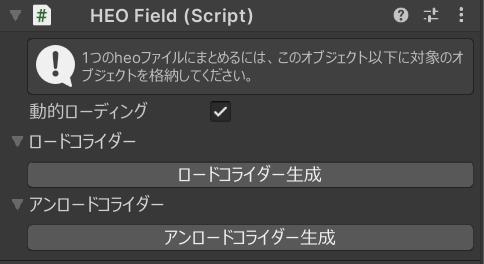 HEO Field (Script)
1つのheoファイルにまとめるには、このオブジェクト以下に対象のオ
ブジェクトを格納してください。
動的ローディング
ロードコライダー
ロードコライダー生成
アンロードコライダー
アンロードコライダー生成